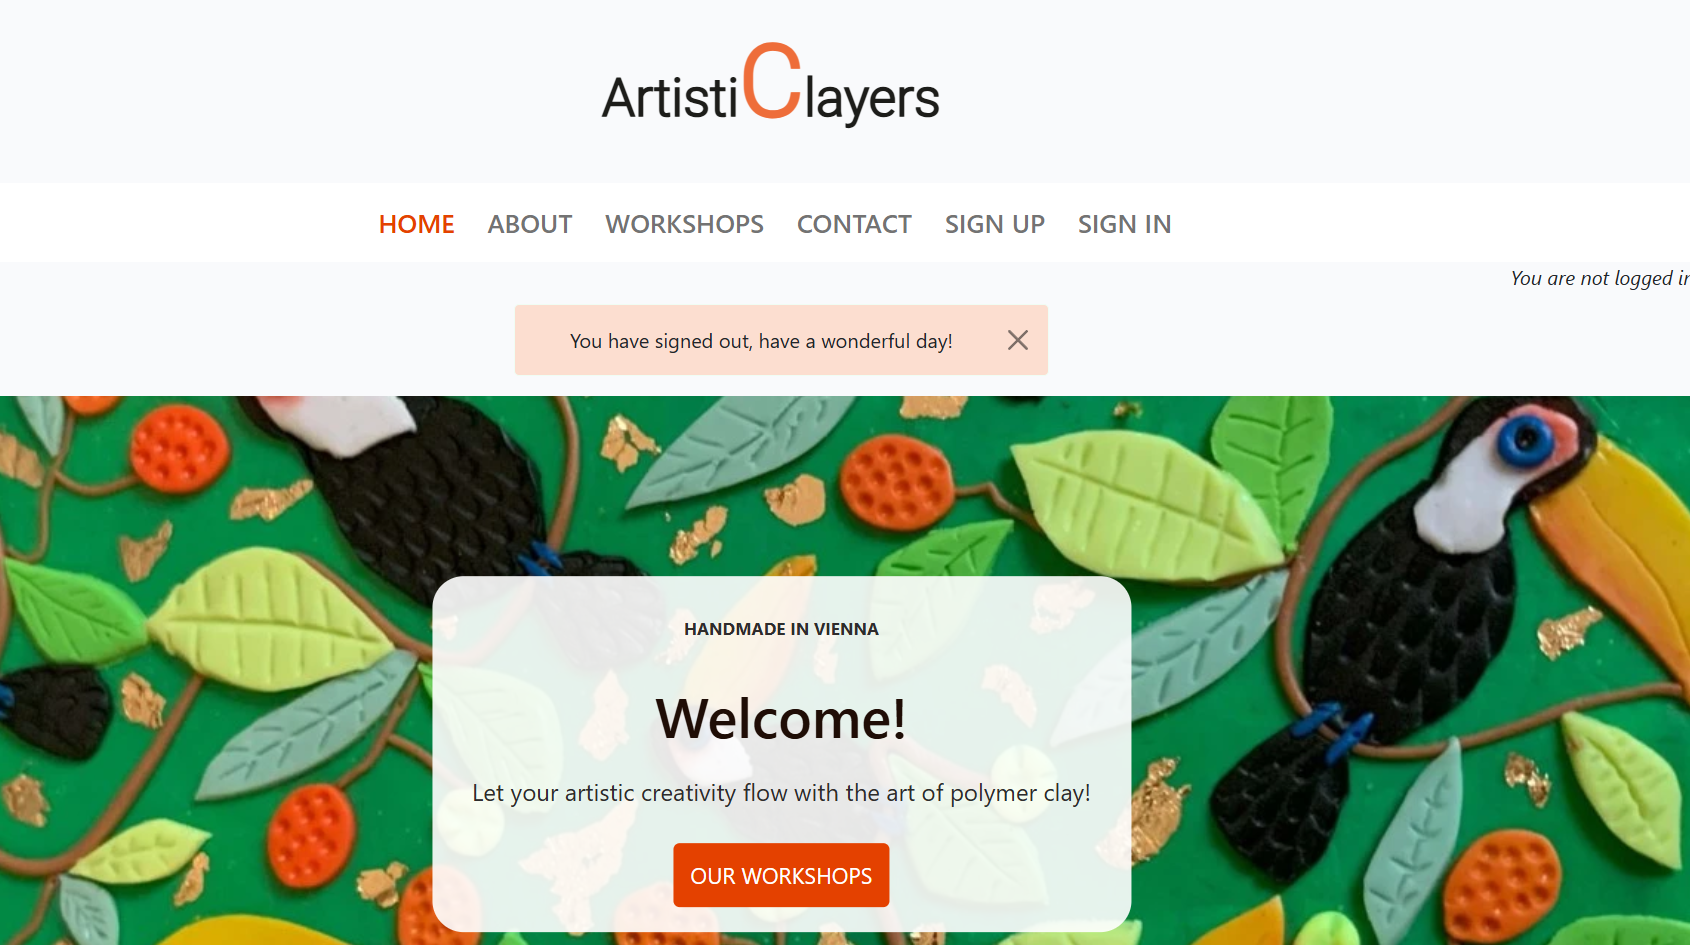 ArtistiClayers
HOME ABOUT WORKSHOPS CONTACT SIGN UP SIGN IN
You are not logged in
You have signed out, have a wonderful day!
HANDMADE IN VIENNA
Welcome!
Let your artistic creativity flow with the art of polymer clay!
OUR WORKSHOPS